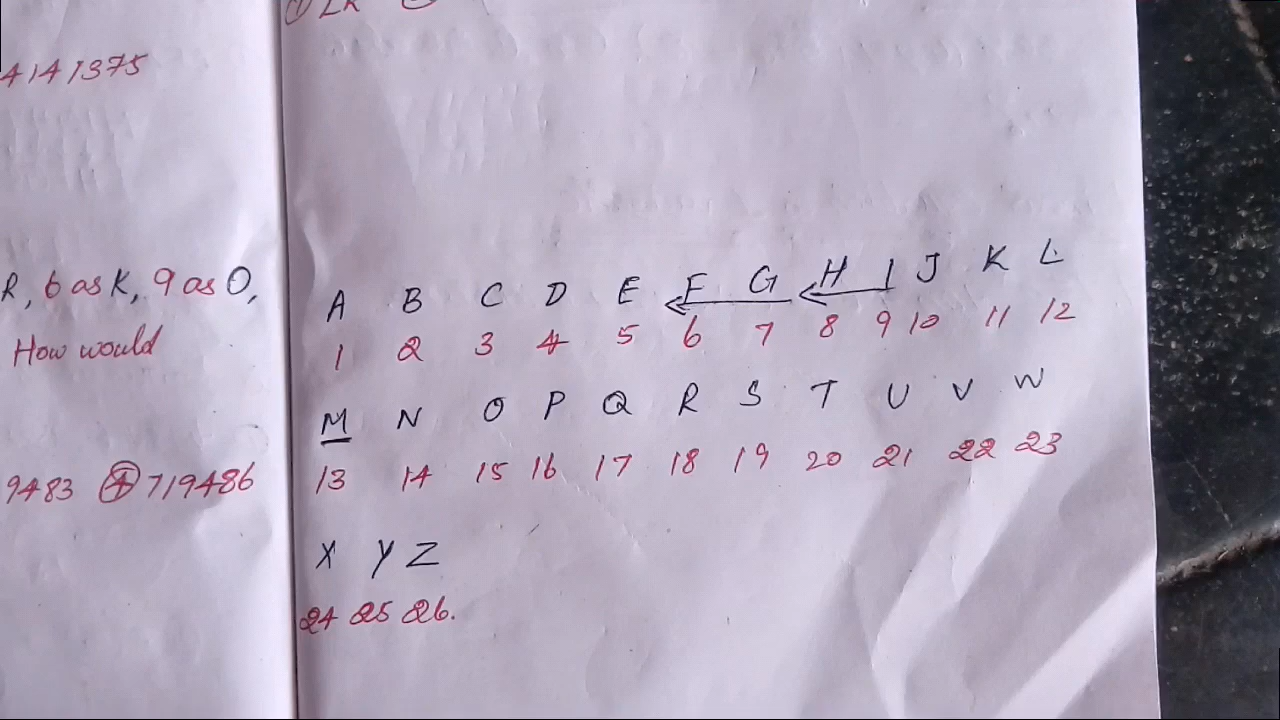 4141375
R, 6 as K, 9 as O,
How would
9483 ④ 719486
A B C D E F G H I J K L
1 2 3 4 5 6 7 8 9 10 11 12
M N O P Q R S T U V W
13 14 15 16 17 18 19 20 21 22 23
X Y Z
24 25 26.